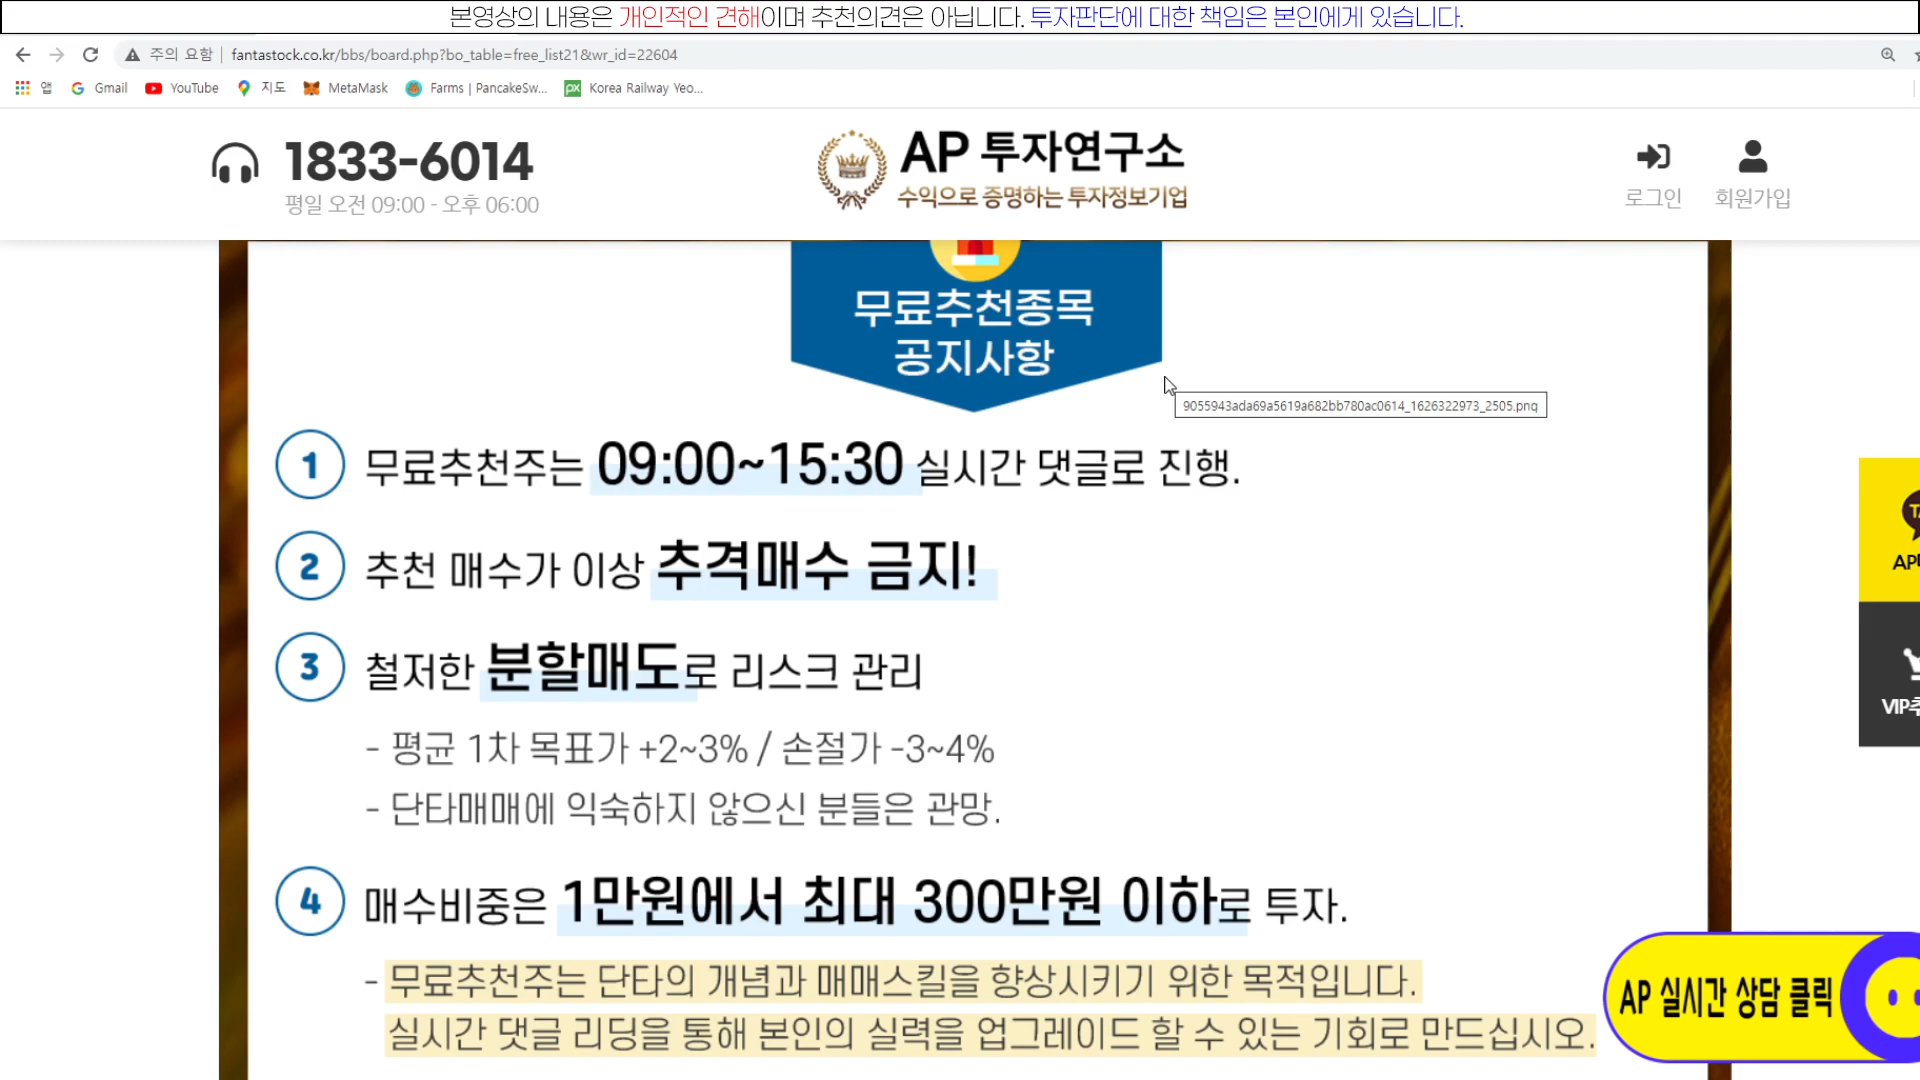 본영상의 내용은 개인적인 견해이며 추천의견은 아닙니다. 투자판단에 대한 책임은 본인에게 있습니다.
주의 요함 fantastock.co.kr/bbs/board.php?bo_table=free_list21&wr_id=22604
앱 Gmail YouTube 지도 MetaMask Farms | PancakeSw... Korea Railway Yeo...
1833-6014
평일 오전 09:00 - 오후 06:00
AP 투자연구소
수익으로 증명하는 투자정보기업
로그인 회원가입
무료추천종목
공지사항
9055943ada69a5619a682bb780ac0614_1626322973_2505.png
1 무료추천주는 09:00~15:30 실시간 댓글로 진행.
2 추천 매수가 이상 추격매수 금지!
3 철저한 분할매도로 리스크 관리
- 평균 1차 목표가 +2~3% / 손절가 -3~4%
- 단타매매에 익숙하지 않으신 분들은 관망.
4 매수비중은 1만원에서 최대 300만원 이하로 투자.
- 무료추천주는 단타의 개념과 매매스킬을 향상시키기 위한 목적입니다.
실시간 댓글 리딩을 통해 본인의 실력을 업그레이드 할 수 있는 기회로 만드십시오.
AP
VIP추
AP 실시간 상담 클릭